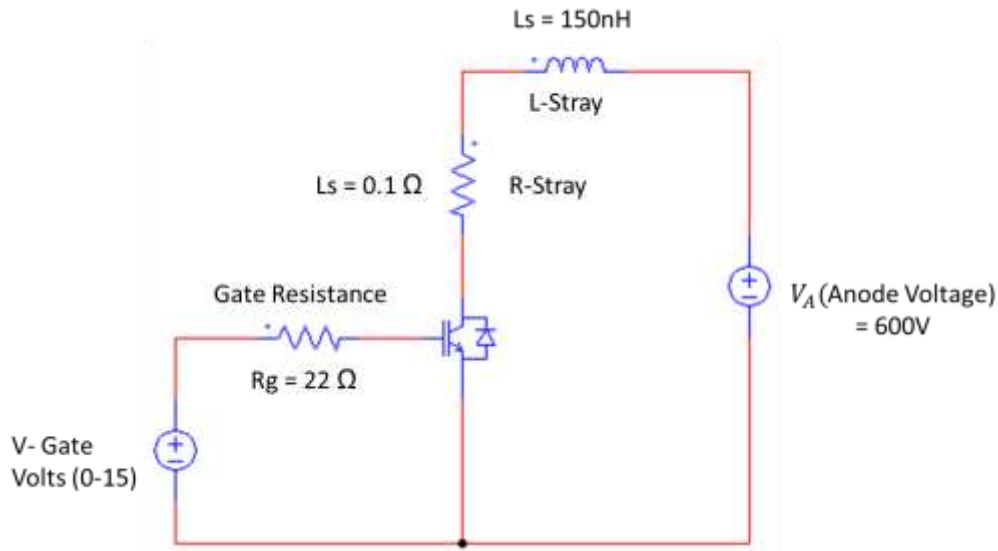 Ls = 150nH
L-Stray
Ls = 0.1 Ω
R-Stray
Gate Resistance
Rg = 22 Ω
V_A (Anode Voltage)
= 600V
V- Gate
Volts (0-15)